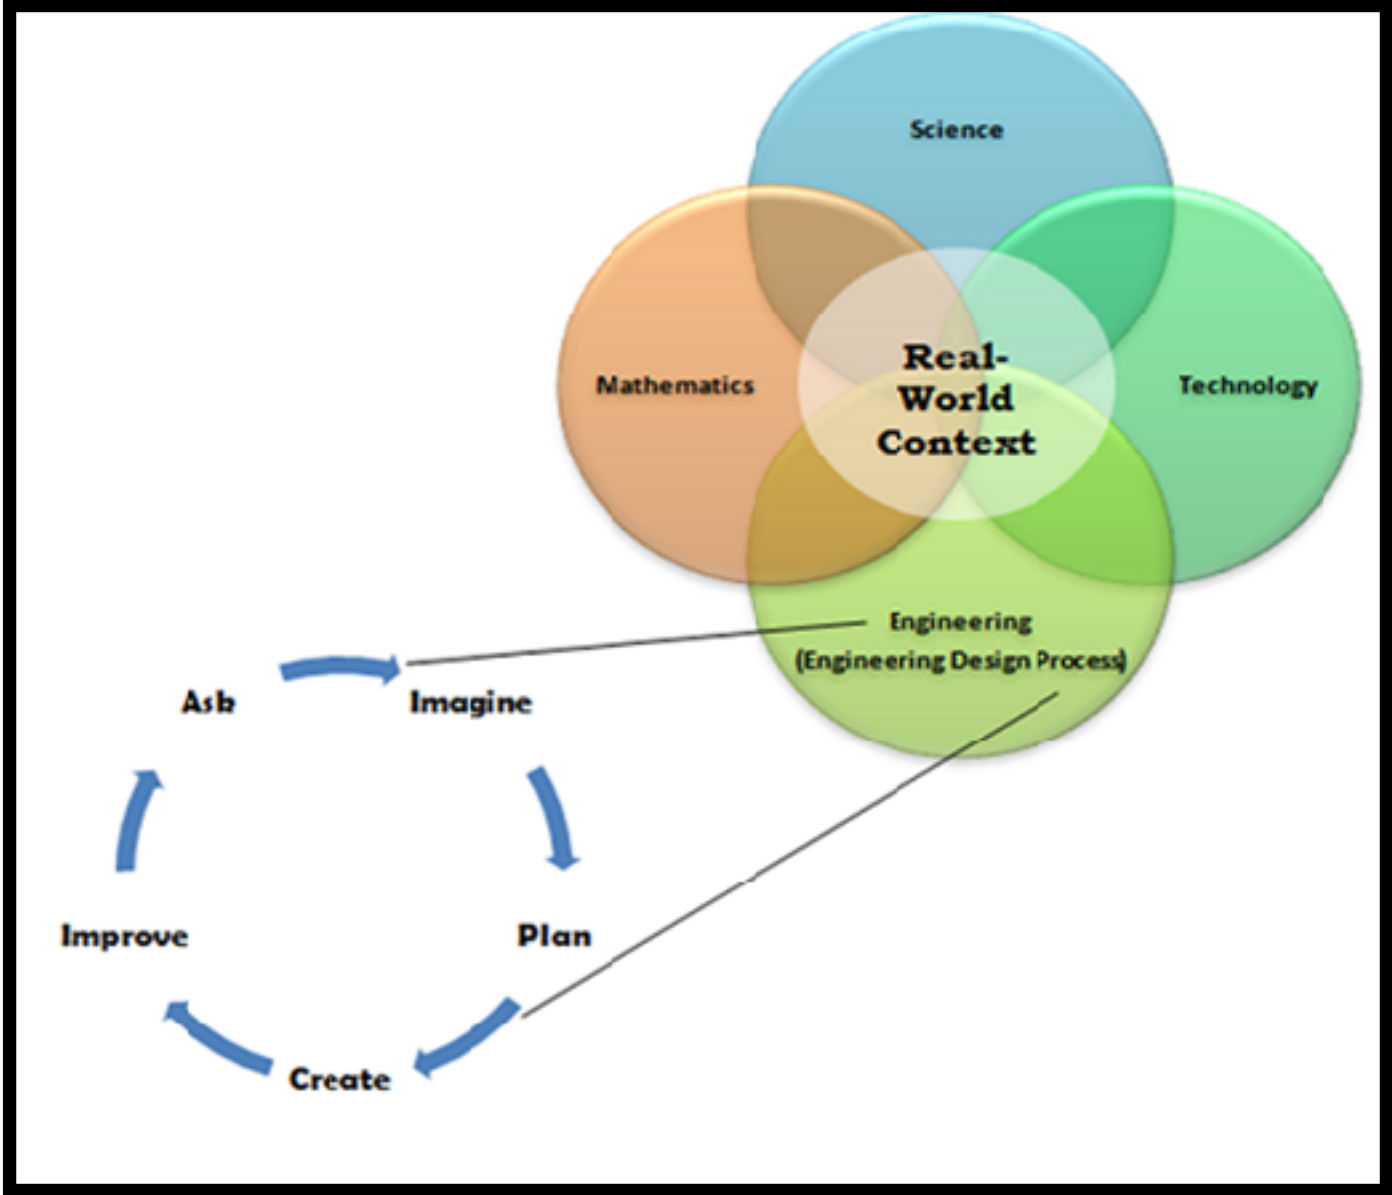 Science
Mathematics
Real-
World
Context
Technology
Engineering
(Engineering Design Process)
Ask
Imagine
Improve
Plan
Create